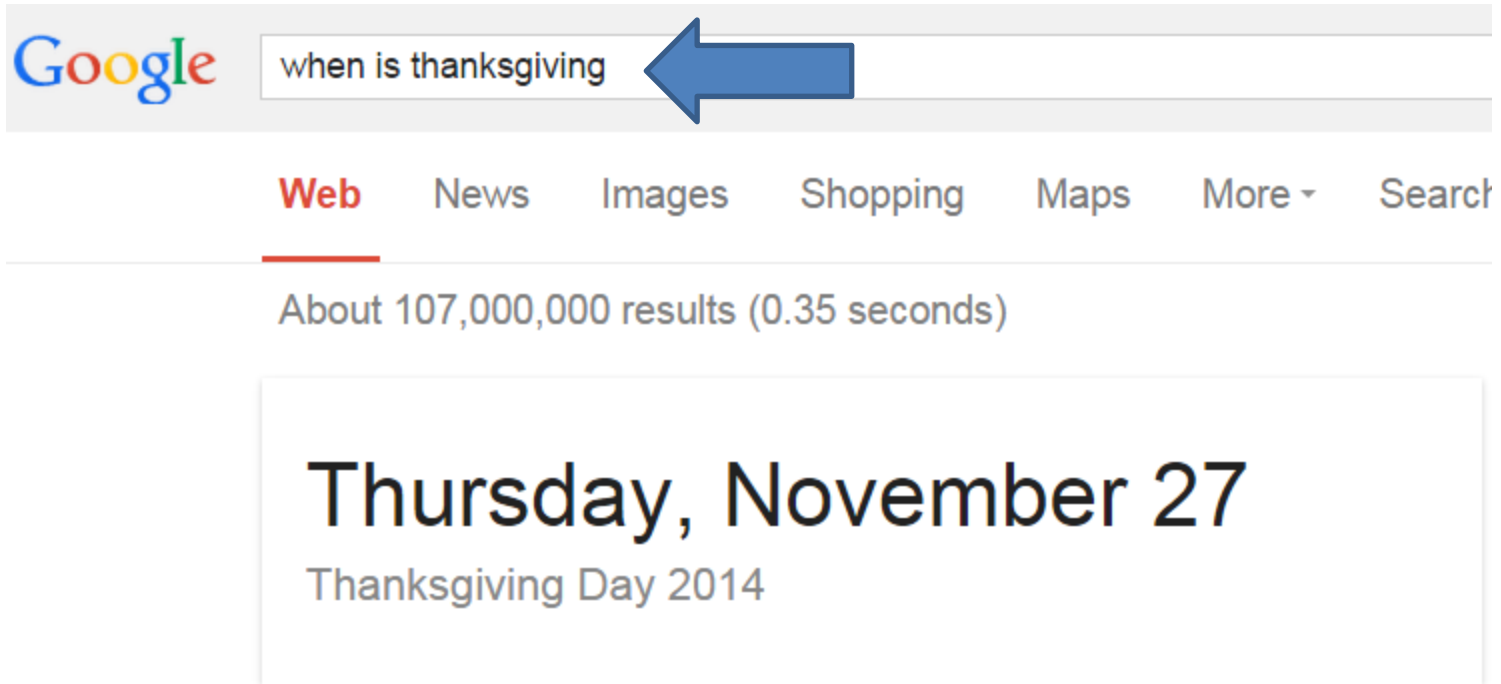 Google when is thanksgiving
Web News Images Shopping Maps More Search
About 107,000,000 results (0.35 seconds)
Thursday, November 27
Thanksgiving Day 2014